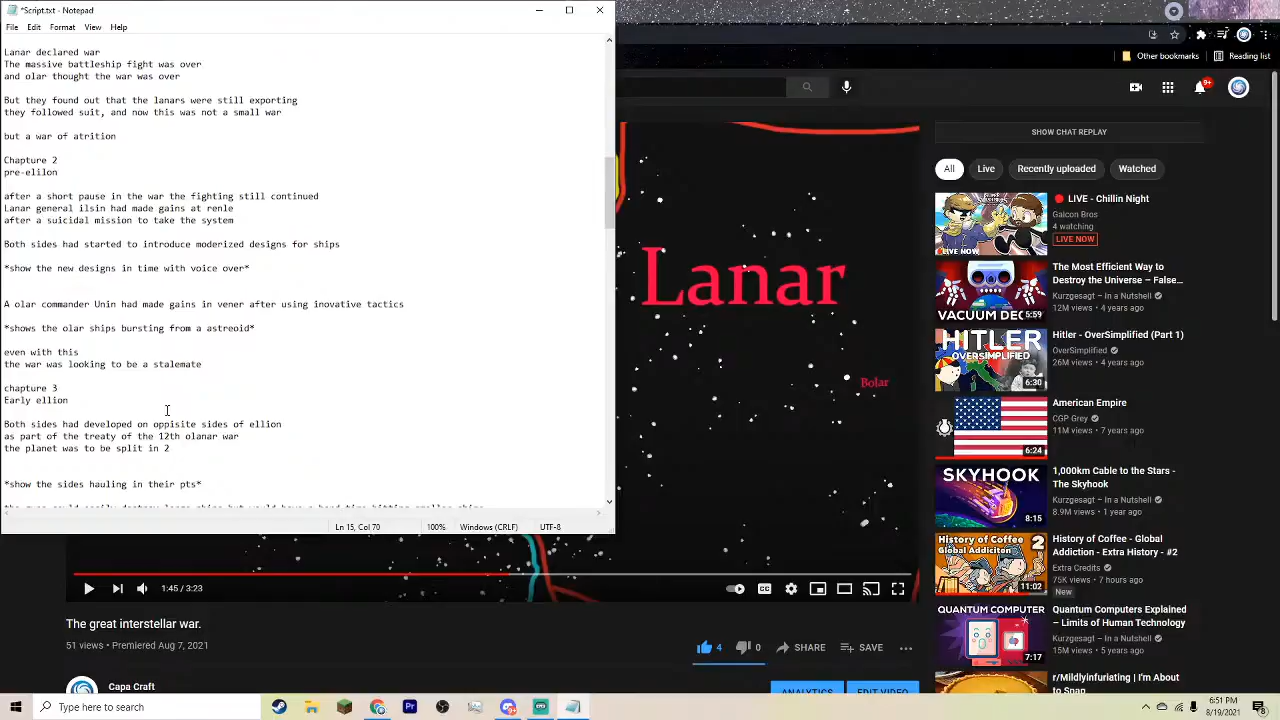 *Script.txt - Notepad
File Edit Format View Help
Lanar declared war
The massive battleship fight was over
and olar thought the war was over
But they found out that the lanars were still exporting
they followed suit, and now this was not a small war
but a war of atrition
Chapture 2
pre-elilon
after a short pause in the war the fighting still continued
Lanar general ilsin had made gains at renle
after a suicidal mission to take the system
Both sides had started to introduce moderized designs for ships
*show the new designs in time with voice over*
A olar commander Unin had made gains in vener after using inovative tactics
*shows the olar ships bursting from a astreoid*
even with this
the war was looking to be a stalemate
chapture 3
Early ellion
Both sides had developed on oppisite sides of ellion
as part of the treaty of the 12th olanar war
the planet was to be split in 2
*show the sides hauling in their pts*
Ln 15, Col 70 100% Windows (CRLF) UTF-8
Other bookmarks Reading list
9+
Lanar
Bolar
1:45 / 3:23
The great interstellar war.
51 views • Premiered Aug 7, 2021
4 0 SHARE SAVE
Capa Craft
ANALYTICS EDIT VIDEO
SHOW CHAT REPLAY
All Live Recently uploaded Watched
LIVE - Chillin Night
Galcon Bros
4 watching
LIVE NOW
VACUUM DEC
5:59
The Most Efficient Way to
Destroy the Universe – False...
Kurzgesagt – In a Nutshell
12M views • 4 years ago
HITLER
OVERSIMPLIFIED
6:30
Hitler - OverSimplified (Part 1)
OverSimplified
26M views • 4 years ago
6:24
American Empire
CGP Grey
11M views • 7 years ago
SKYHOOK
8:15
1,000km Cable to the Stars -
The Skyhook
Kurzgesagt – In a Nutshell
8.9M views • 1 year ago
History of Coffee 2
Global Addiciton
11:02
History of Coffee - Global
Addiction - Extra History - #2
Extra Credits
75K views • 7 hours ago
New
QUANTUM COMPUTER
7:17
Quantum Computers Explained
– Limits of Human Technology
Kurzgesagt – In a Nutshell
15M views • 5 years ago
r/Mildlyinfuriating | I'm About
to Snap
Type here to search
Pr
6:51 PM
8/19/2021